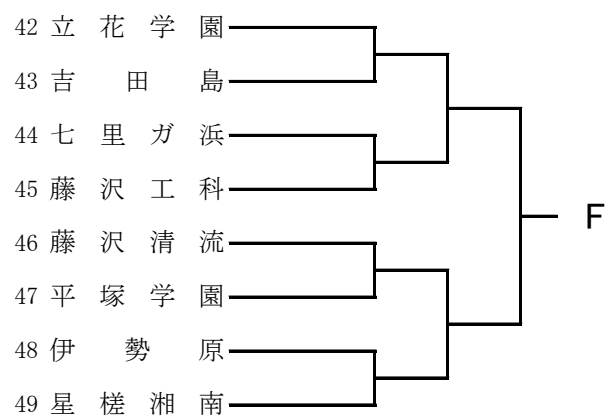 42 立花学園
43 吉田島
44 七里ガ浜
45 藤沢工科
46 藤沢清流
47 平塚学園
48 伊勢原
49 星槎湘南
F